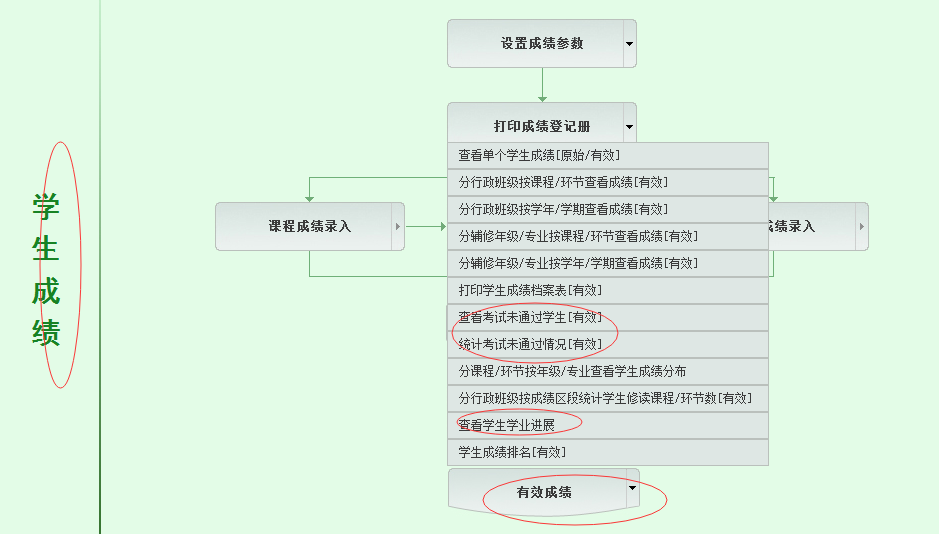 学生成绩
设置成绩参数
打印成绩登记册
查看单个学生成绩[原始/有效]
分行政班级按课程/环节查看成绩[有效]
分行政班级按学年/学期查看成绩[有效]
课程成绩录入
成绩录入
分辅修年级/专业按课程/环节查看成绩[有效]
分辅修年级/专业按学年/学期查看成绩[有效]
打印学生成绩档案表[有效]
查看考试未通过学生[有效]
统计考试未通过情况[有效]
分课程/环节按年级/专业查看学生成绩分布
分行政班级按成绩区段统计学生修读课程/环节数[有效]
查看学生学业进展
学生成绩排名[有效]
有效成绩